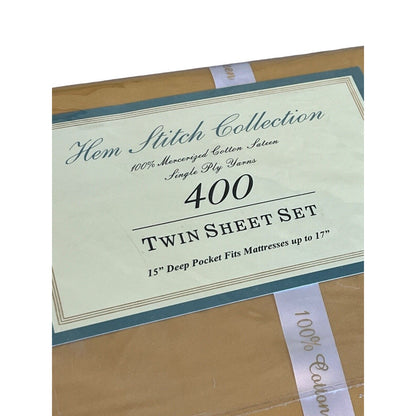 Hem Stitch Collection
100% Mercerized Cotton Sateen
Single Ply Yarns
400
TWIN SHEET SET
15" Deep Pocket Fits Mattresses up to 17"
100% Cotton